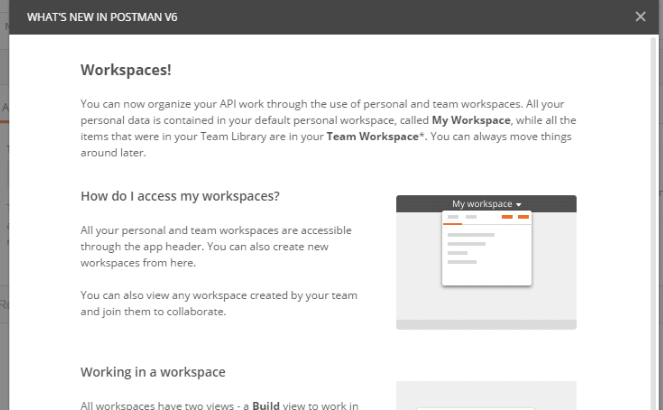 WHAT'S NEW IN POSTMAN V6
Workspaces!
You can now organize your API work through the use of personal and team workspaces. All your
personal data is contained in your default personal workspace, called My Workspace, while all the
items that were in your Team Library are in your Team Workspace*. You can always move things
around later.
How do I access my workspaces?
All your personal and team workspaces are accessible
through the app header. You can also create new
workspaces from here.
You can also view any workspace created by your team
and join them to collaborate.
My workspace
Working in a workspace
All workspaces have two views - a Build view to work in